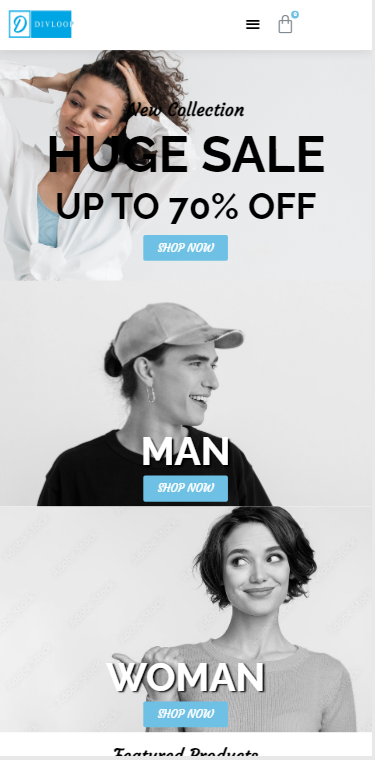 D DIVLOOP
0
New Collection
HUGE SALE
UP TO 70% OFF
SHOP NOW
MAN
SHOP NOW
WOMAN
SHOP NOW
Featured Products